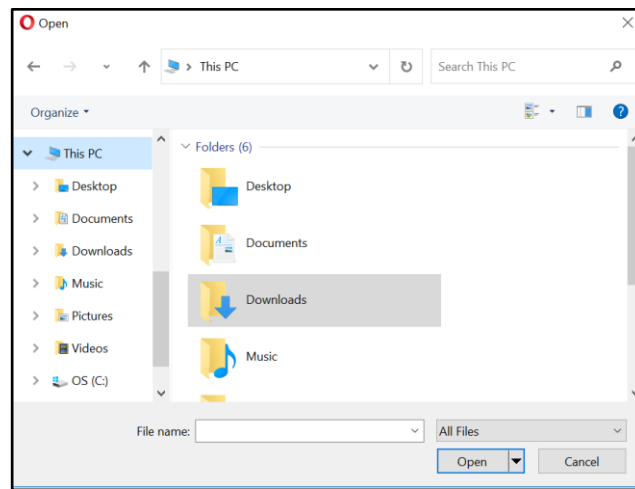 Open
This PC
Search This PC
Organize
This PC
Desktop
Documents
Downloads
Music
Pictures
Videos
OS (C:)
Folders (6)
Desktop
Documents
Downloads
Music
File name:
All Files
Open
Cancel